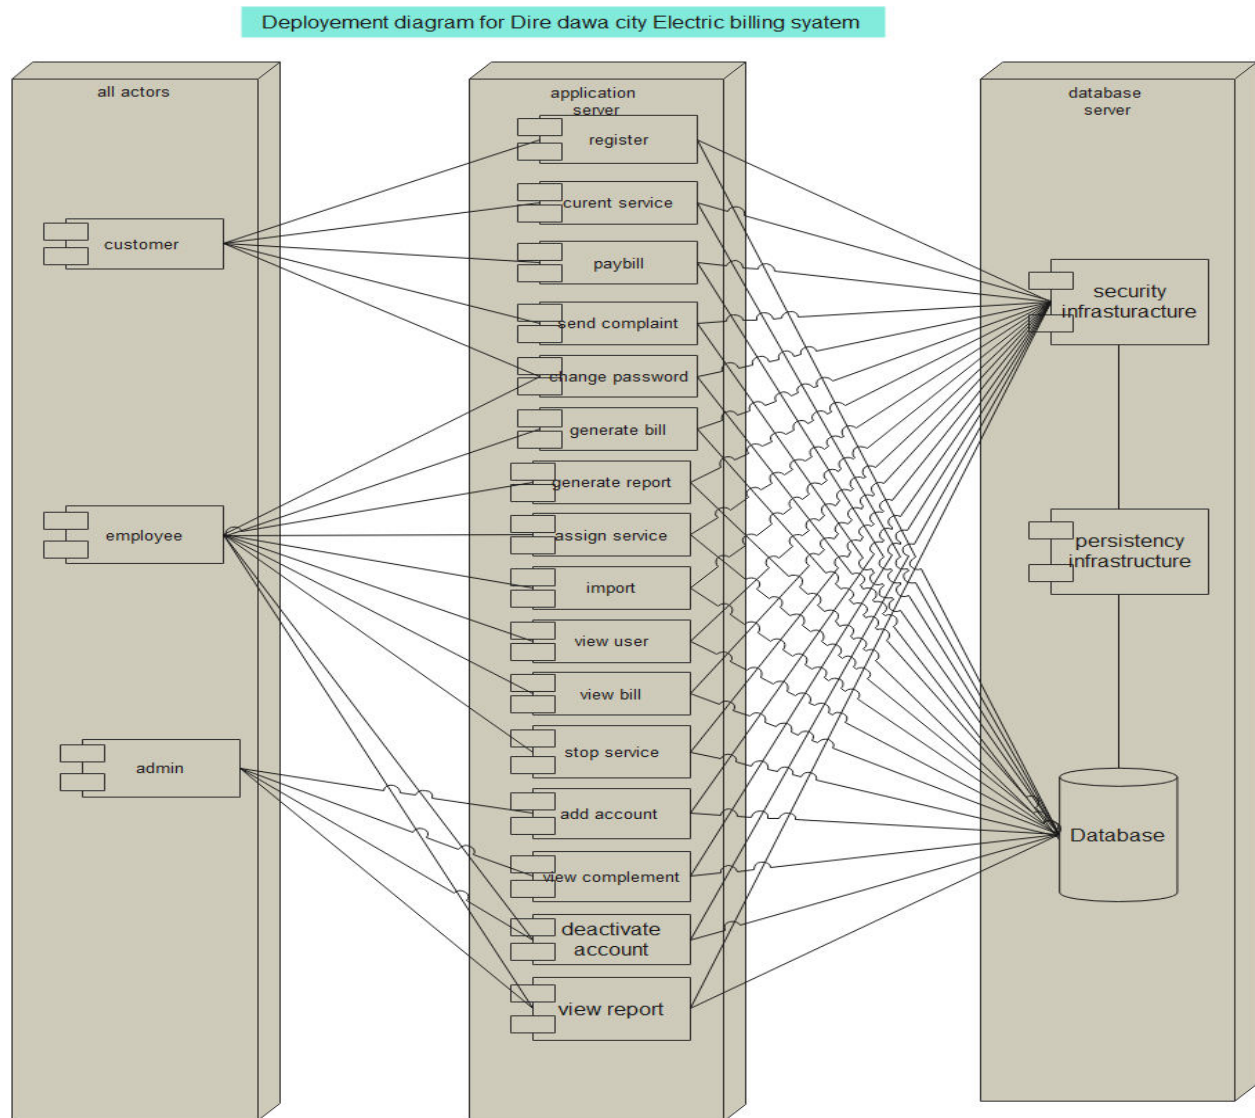 Deployement diagram for Dire dawa city Electric billing syatem
all actors
customer
employee
admin
application
server
register
curent service
paybill
send complaint
change password
generate bill
generate report
assign service
import
view user
view bill
stop service
add account
view complement
deactivate
account
view report
database
server
security
infrasturacture
persistency
infrastructure
Database